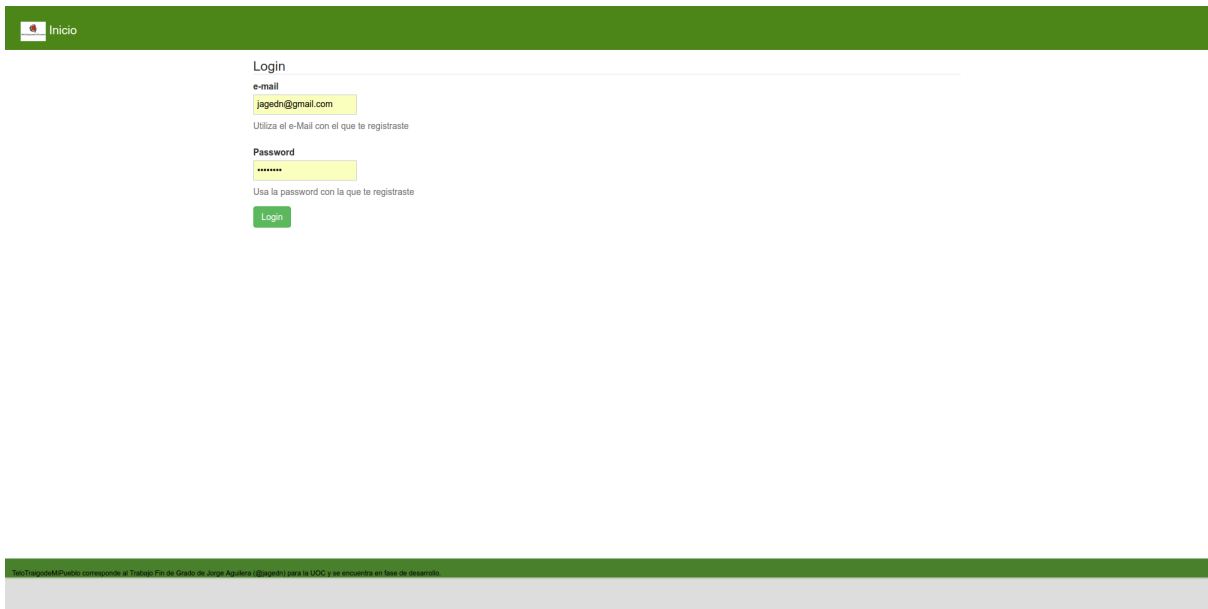 Inicio
Login
e-mail
jagedn@gmail.com
Utiliza el e-Mail con el que te registraste
Password
••••••••
Usa la password con la que te registraste
Login
TeloTraigodeMiPueblo corresponde al Trabajo Fin de Grado de Jorge Aguilera (@jagedn) para la UOC y se encuentra en fase de desarrollo.